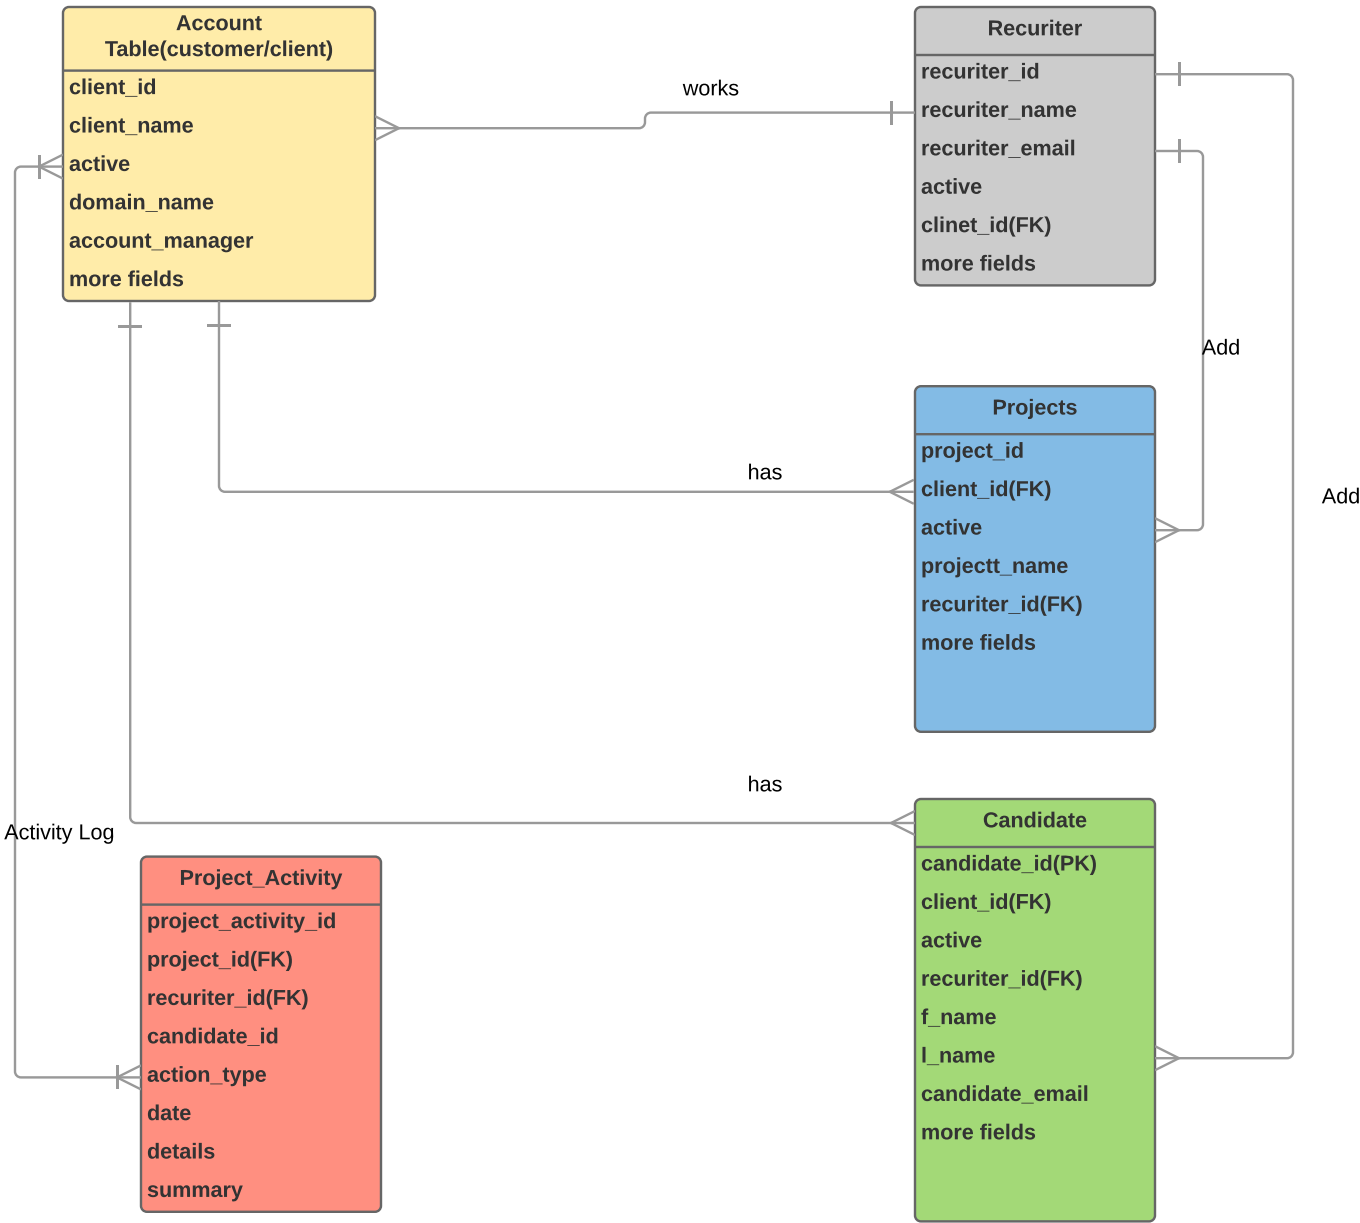 Account
Table(customer/client)
client_id
client_name
active
domain_name
account_manager
more fields
works
Recuriter
recuriter_id
recuriter_name
recuriter_email
active
clinet_id(FK)
more fields
Add
Projects
project_id
client_id(FK)
active
projectt_name
recuriter_id(FK)
more fields
has
Add
has
Candidate
candidate_id(PK)
client_id(FK)
active
recuriter_id(FK)
f_name
l_name
candidate_email
more fields
Activity Log
Project_Activity
project_activity_id
project_id(FK)
recuriter_id(FK)
candidate_id
action_type
date
details
summary